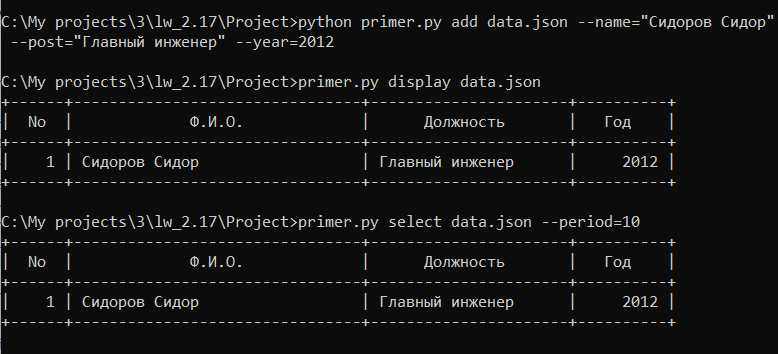 C:\My projects\3\lw_2.17\Project>python primer.py add data.json --name="Сидоров Сидор"
 --post="Главный инженер" --year=2012

C:\My projects\3\lw_2.17\Project>primer.py display data.json
+------+--------------------------------+----------------------+----------+
|  No  |             Ф.И.О.             |      Должность       |   Год    |
+------+--------------------------------+----------------------+----------+
|    1 | Сидоров Сидор                  | Главный инженер      |     2012 |
+------+--------------------------------+----------------------+----------+

C:\My projects\3\lw_2.17\Project>primer.py select data.json --period=10
+------+--------------------------------+----------------------+----------+
|  No  |             Ф.И.О.             |      Должность       |   Год    |
+------+--------------------------------+----------------------+----------+
|    1 | Сидоров Сидор                  | Главный инженер      |     2012 |
+------+--------------------------------+----------------------+----------+